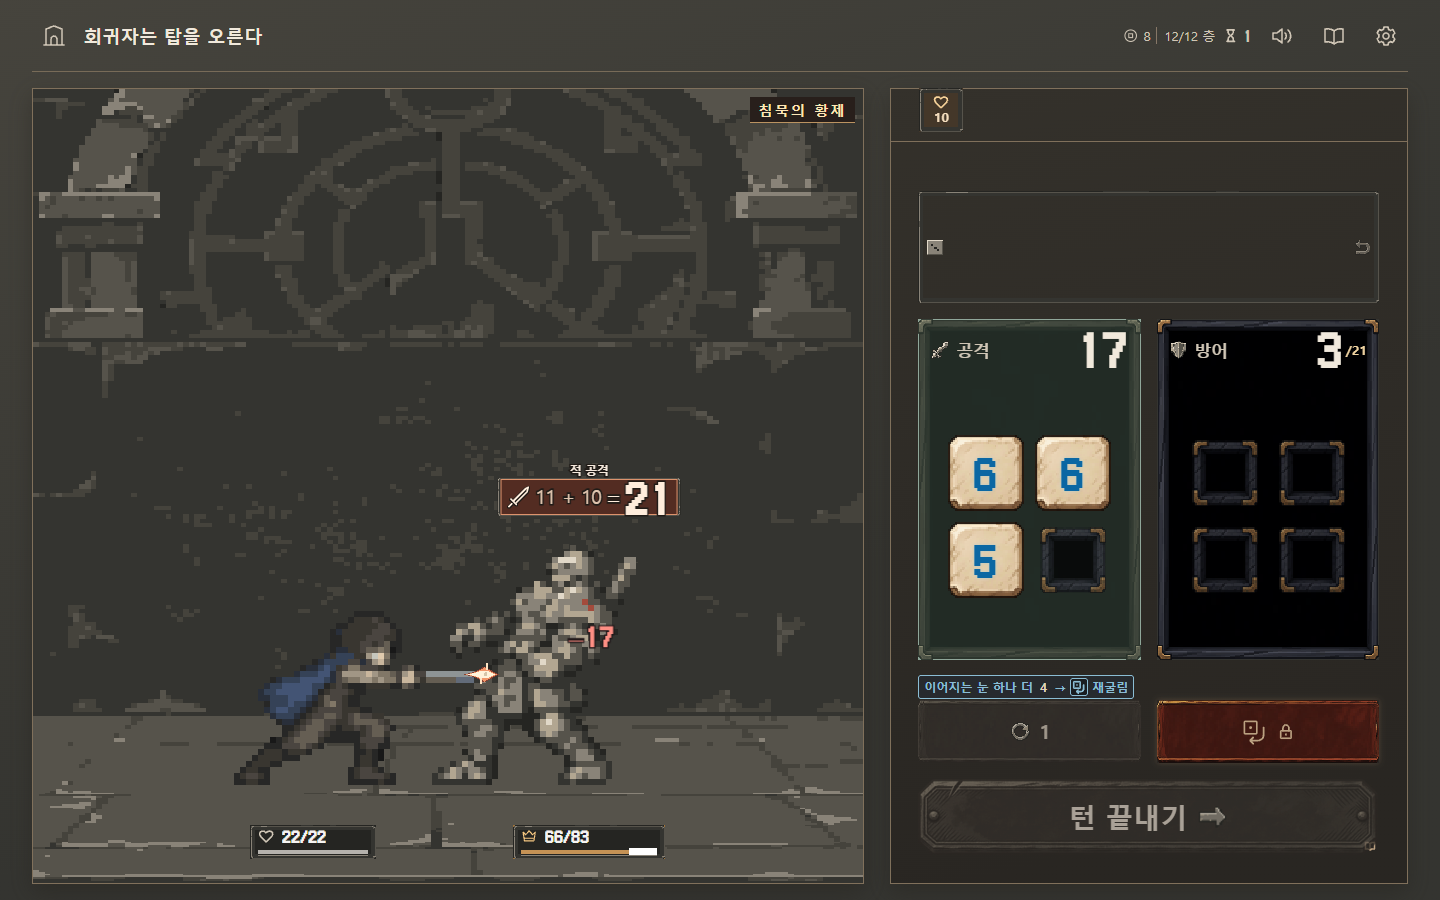 회귀자는 탑을 오른다
8 12/12 층 1
침묵의 황제
10
공격 17
방어 3/21
6 6
5
적 공격
11 + 10 = 21
-17
이어지는 눈 하나 더 4 → 재굴림
1
턴 끝내기
22/22
66/83